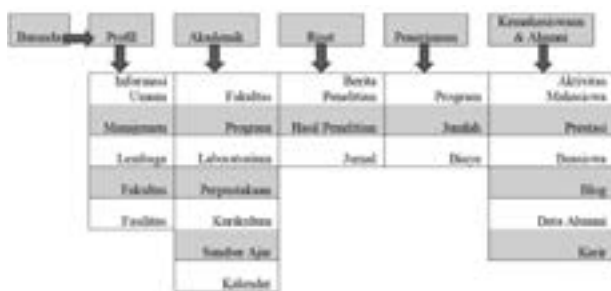 Beranda
Profil
Akademik
Riset
Penerimaan
Kemahasiswaan
& Alumni
Informasi
Umum
Manajemen
Lembaga
Fakultas
Fasilitas
Fakultas
Program
Laboratorium
Perpustakaan
Kurikulum
Sumber Ajar
Kalender
Berita
Penelitian
Hasil Penelitian
Jurnal
Program
Jumlah
Biaya
Aktivitas
Mahasiswa
Prestasi
Beasiswa
Blog
Data Alumni
Karir